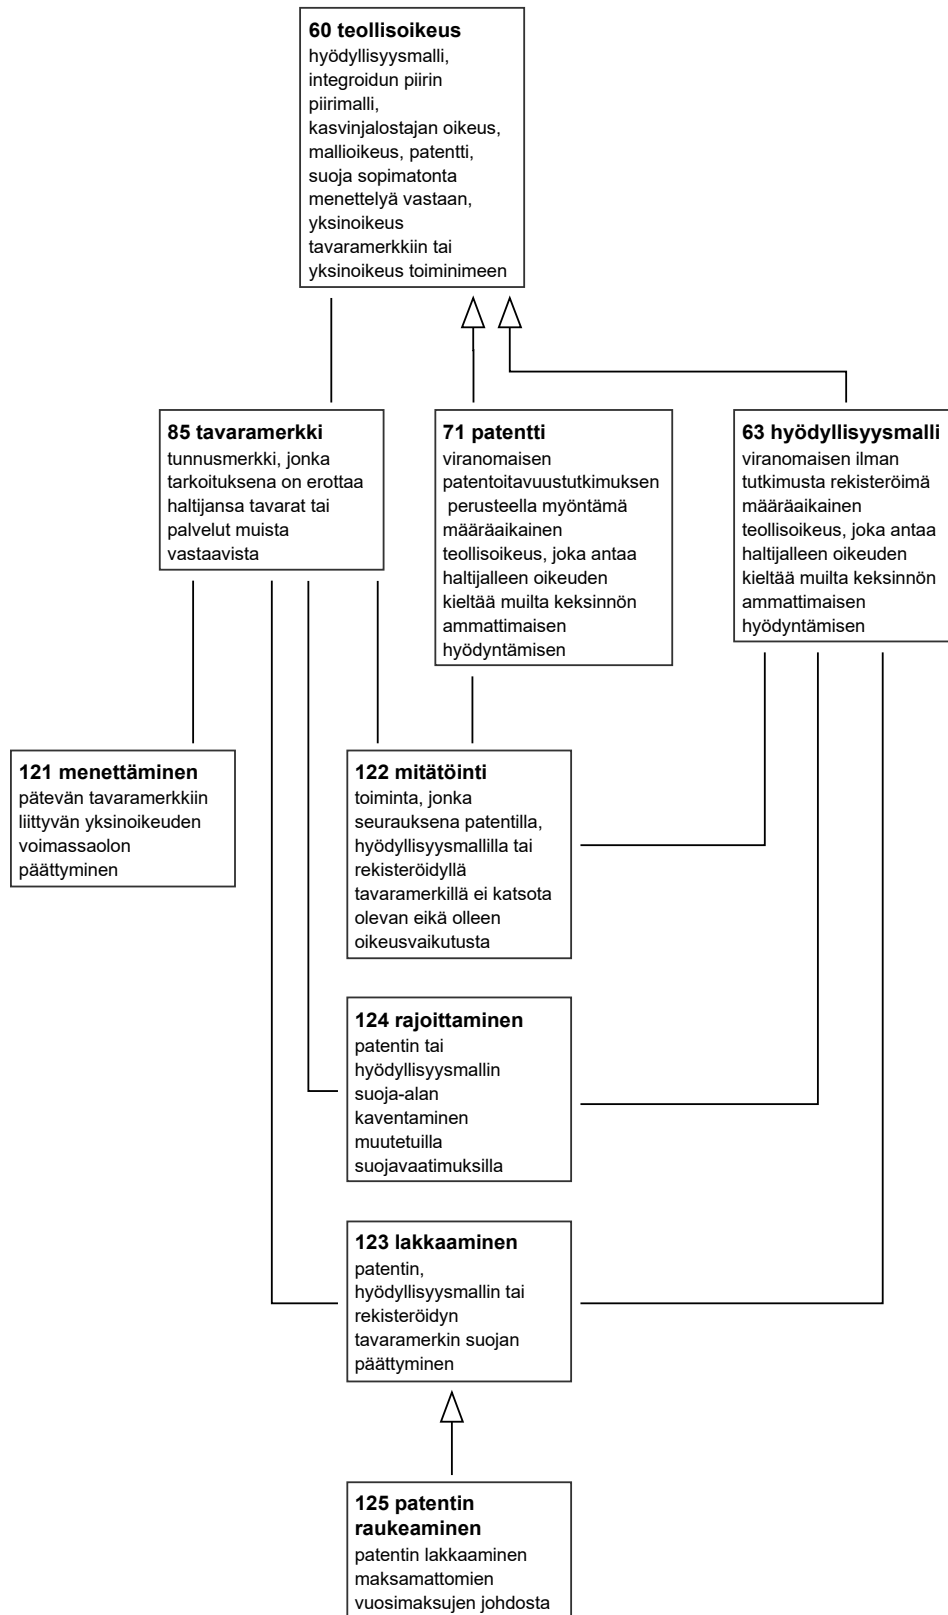 60 teollisoikeus
hyödyllisyysmalli,
integroidun piirin
piirimalli,
kasvinjalostajan oikeus,
mallioikeus, patentti,
suoja sopimatonta
menettelyä vastaan,
yksinoikeus
tavaramerkkiin tai
yksinoikeus toiminimeen
85 tavaramerkki
tunnusmerkki, jonka
tarkoituksena on erottaa
haltijansa tavarat tai
palvelut muista
vastaavista
71 patentti
viranomaisen
patentoitavuustutkimuksen
perusteella myöntämä
määräaikainen
teollisoikeus, joka antaa
haltijalleen oikeuden
kieltää muilta keksinnön
ammattimaisen
hyödyntämisen
63 hyödyllisyysmalli
viranomaisen ilman
tutkimusta rekisteröimä
määräaikainen
teollisoikeus, joka antaa
haltijalleen oikeuden
kieltää muilta keksinnön
ammattimaisen
hyödyntämisen
121 menettäminen
pätevän tavaramerkkiin
liittyvän yksinoikeuden
voimassaolon
päättyminen
122 mitätöinti
toiminta, jonka
seurauksena patentilla,
hyödyllisyysmallilla tai
rekisteröidyllä
tavaramerkillä ei katsota
olevan eikä olleen
oikeusvaikutusta
124 rajoittaminen
patentin tai
hyödyllisyysmallin
suoja-alan
kaventaminen
muutetuilla
suojavaatimuksilla
123 lakkaaminen
patentin,
hyödyllisyysmallin tai
rekisteröidyn
tavaramerkin suojan
päättyminen
125 patentin
raukeaminen
patentin lakkaaminen
maksamattomien
vuosimaksujen johdosta